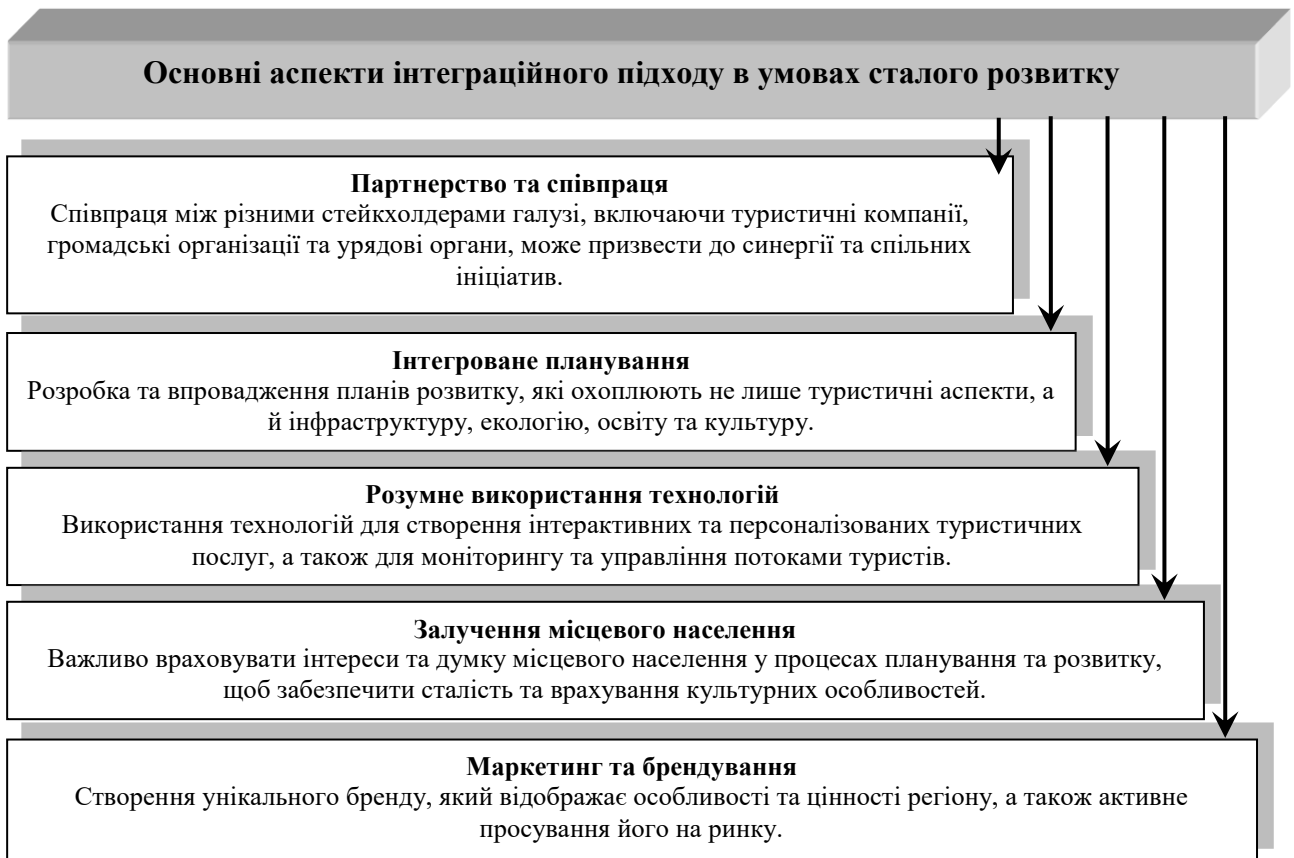 Основні аспекти інтеграційного підходу в умовах сталого розвитку
Партнерство та співпраця
Співпраця між різними стейкхолдерами галузі, включаючи туристичні компанії,
громадські організації та урядові органи, може призвести до синергії та спільних
ініціатив.
Інтегроване планування
Розробка та впровадження планів розвитку, які охоплюють не лише туристичні аспекти, а
й інфраструктуру, екологію, освіту та культуру.
Розумне використання технологій
Використання технологій для створення інтерактивних та персоналізованих туристичних
послуг, а також для моніторингу та управління потоками туристів.
Залучення місцевого населення
Важливо враховувати інтереси та думку місцевого населення у процесах планування та розвитку,
щоб забезпечити сталість та врахування культурних особливостей.
Маркетинг та брендування
Створення унікального бренду, який відображає особливості та цінності регіону, а також активне
просування його на ринку.